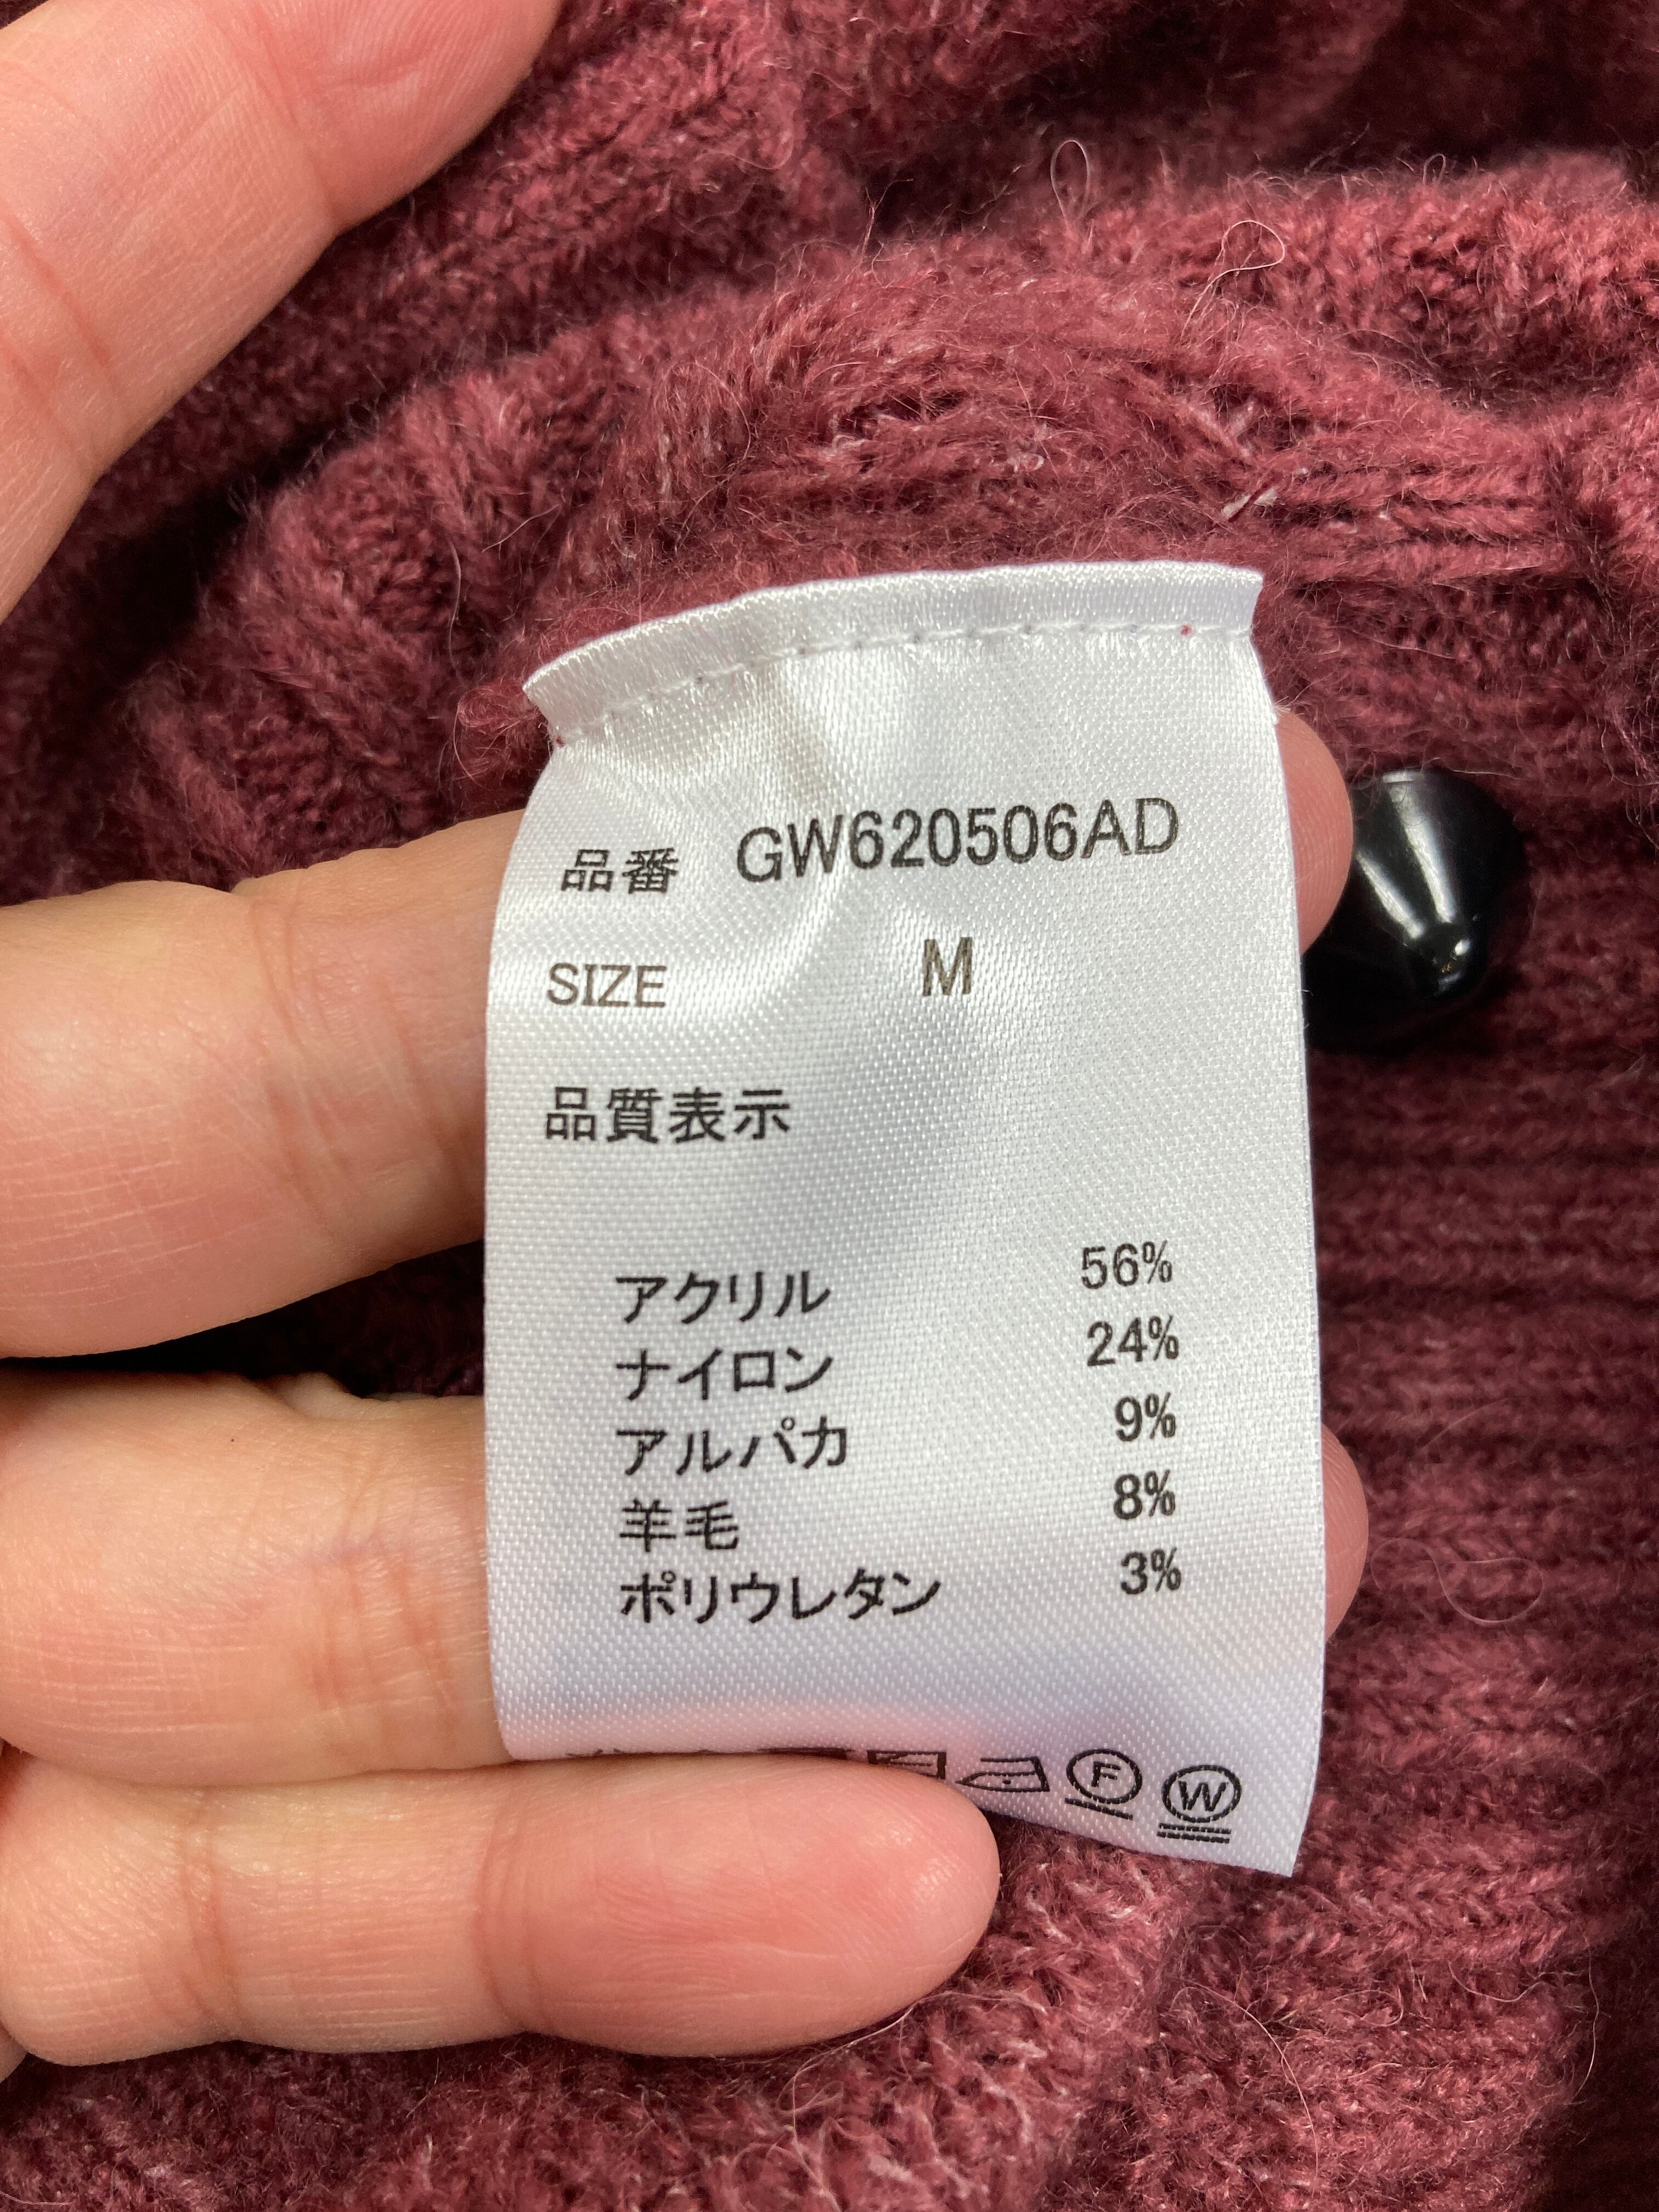 品番 GW620506AD
SIZE M
品質表示
アクリル 56%
ナイロン 24%
アルパカ 9%
羊毛 8%
ポリウレタン 3%
F W